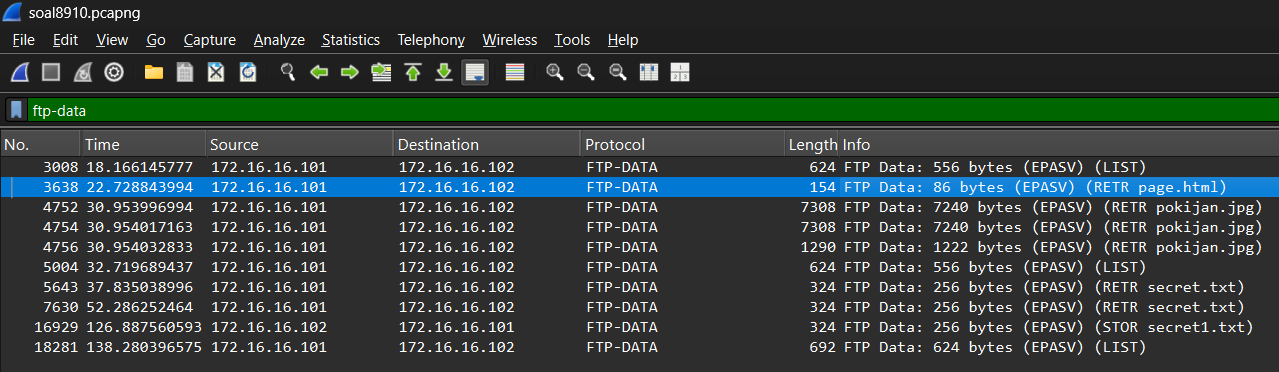 soal8910.pcapng
File Edit View Go Capture Analyze Statistics Telephony Wireless Tools Help
ftp-data
No. Time Source Destination Protocol Length Info
3008 18.166145777 172.16.16.101 172.16.16.102 FTP-DATA 624 FTP Data: 556 bytes (EPASV) (LIST)
3638 22.728843994 172.16.16.101 172.16.16.102 FTP-DATA 154 FTP Data: 86 bytes (EPASV) (RETR page.html)
4752 30.953996994 172.16.16.101 172.16.16.102 FTP-DATA 7308 FTP Data: 7240 bytes (EPASV) (RETR pokijan.jpg)
4754 30.954017163 172.16.16.101 172.16.16.102 FTP-DATA 7308 FTP Data: 7240 bytes (EPASV) (RETR pokijan.jpg)
4756 30.954032833 172.16.16.101 172.16.16.102 FTP-DATA 1290 FTP Data: 1222 bytes (EPASV) (RETR pokijan.jpg)
5004 32.719689437 172.16.16.101 172.16.16.102 FTP-DATA 624 FTP Data: 556 bytes (EPASV) (LIST)
5643 37.835038996 172.16.16.101 172.16.16.102 FTP-DATA 324 FTP Data: 256 bytes (EPASV) (RETR secret.txt)
7630 52.286252464 172.16.16.101 172.16.16.102 FTP-DATA 324 FTP Data: 256 bytes (EPASV) (RETR secret.txt)
16929 126.887560593 172.16.16.102 172.16.16.101 FTP-DATA 324 FTP Data: 256 bytes (EPASV) (STOR secret1.txt)
18281 138.280396575 172.16.16.101 172.16.16.102 FTP-DATA 692 FTP Data: 624 bytes (EPASV) (LIST)